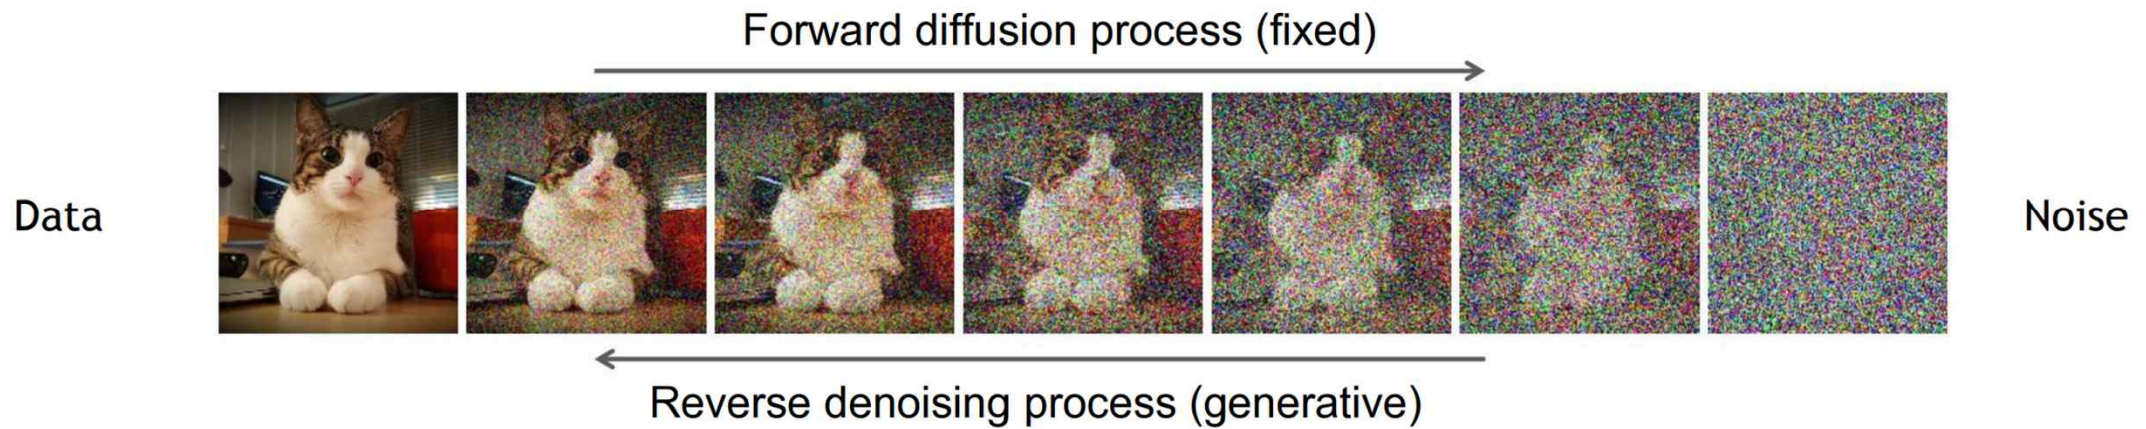 Forward diffusion process (fixed)
Data
Noise
Reverse denoising process (generative)